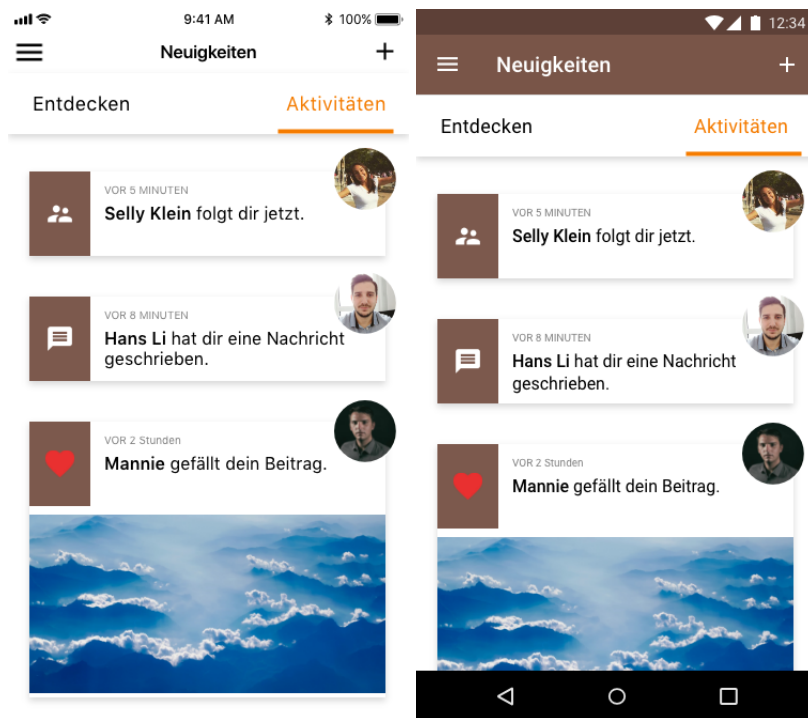 9:41 AM
100%
Neuigkeiten
Entdecken
Aktivitäten
VOR 5 MINUTEN
Selly Klein folgt dir jetzt.
VOR 8 MINUTEN
Hans Li hat dir eine Nachricht
geschrieben.
VOR 2 Stunden
Mannie gefällt dein Beitrag.
12:34
Neuigkeiten
Entdecken
Aktivitäten
VOR 5 MINUTEN
Selly Klein folgt dir jetzt.
VOR 8 MINUTEN
Hans Li hat dir eine Nachricht
geschrieben.
VOR 2 Stunden
Mannie gefällt dein Beitrag.